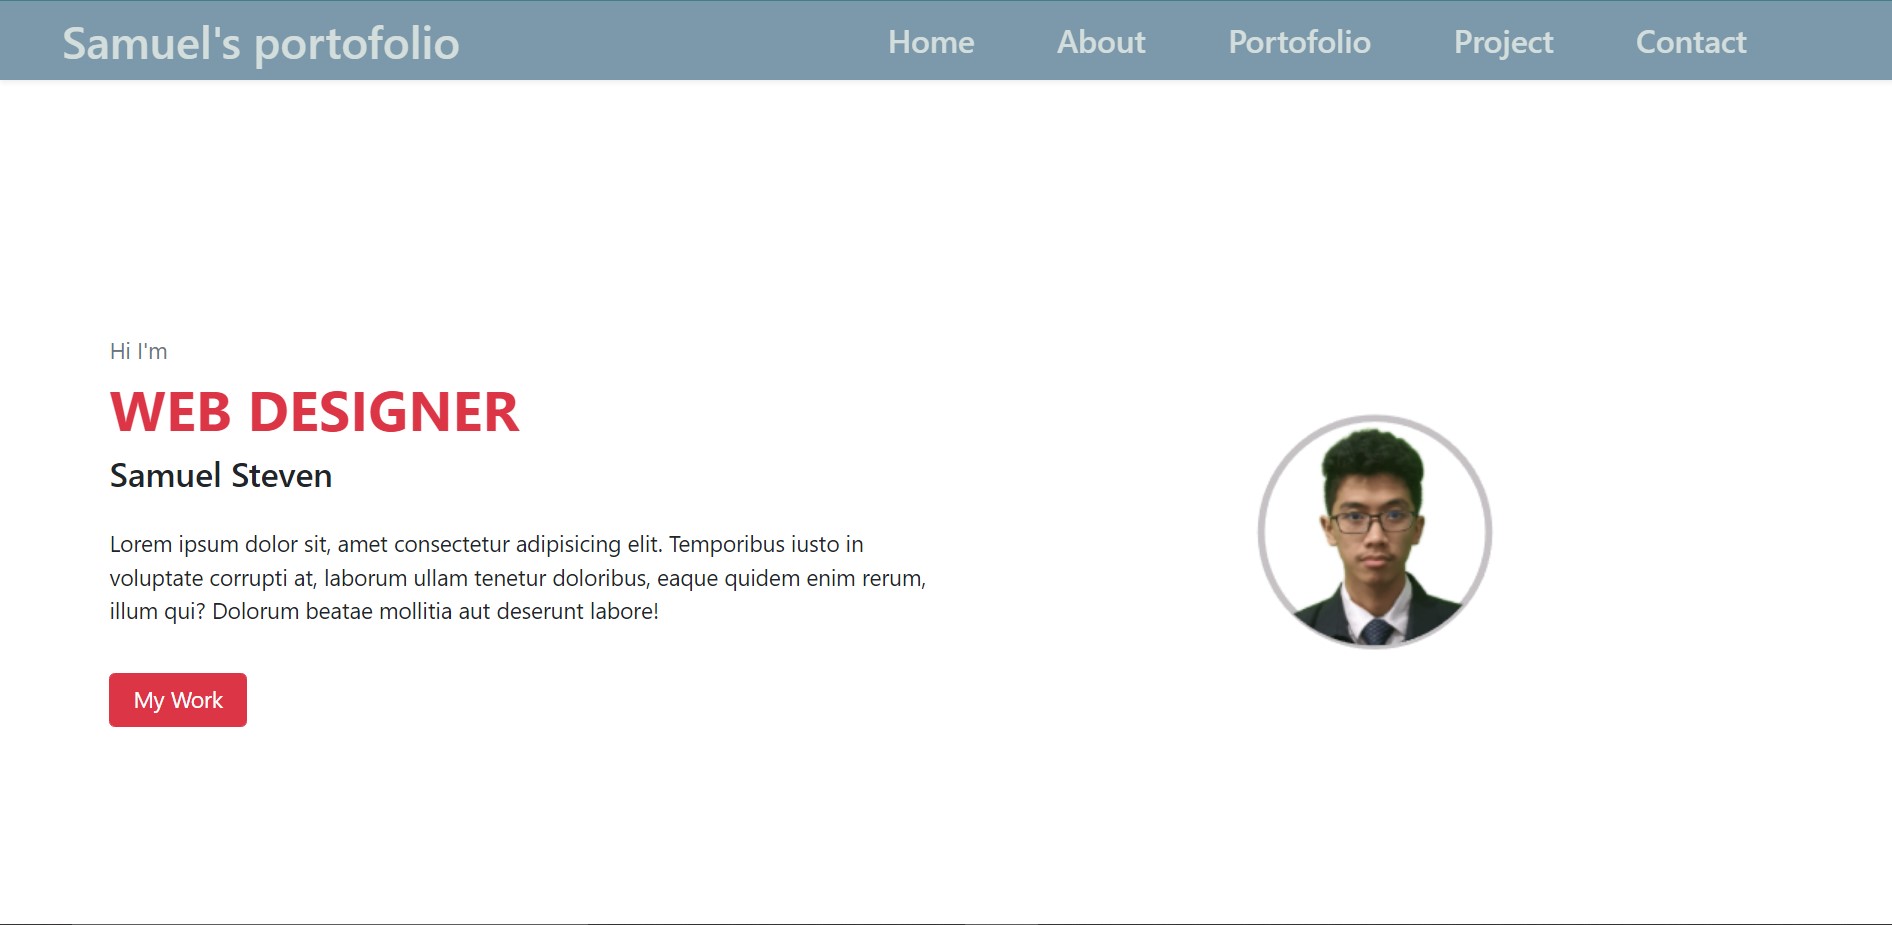 Samuel's portofolio
Home About Portofolio Project Contact
Hi I'm
WEB DESIGNER
Samuel Steven
Lorem ipsum dolor sit, amet consectetur adipisicing elit. Temporibus iusto in
voluptate corrupti at, laborum ullam tenetur doloribus, eaque quidem enim rerum,
illum qui? Dolorum beatae mollitia aut deserunt labore!
My Work